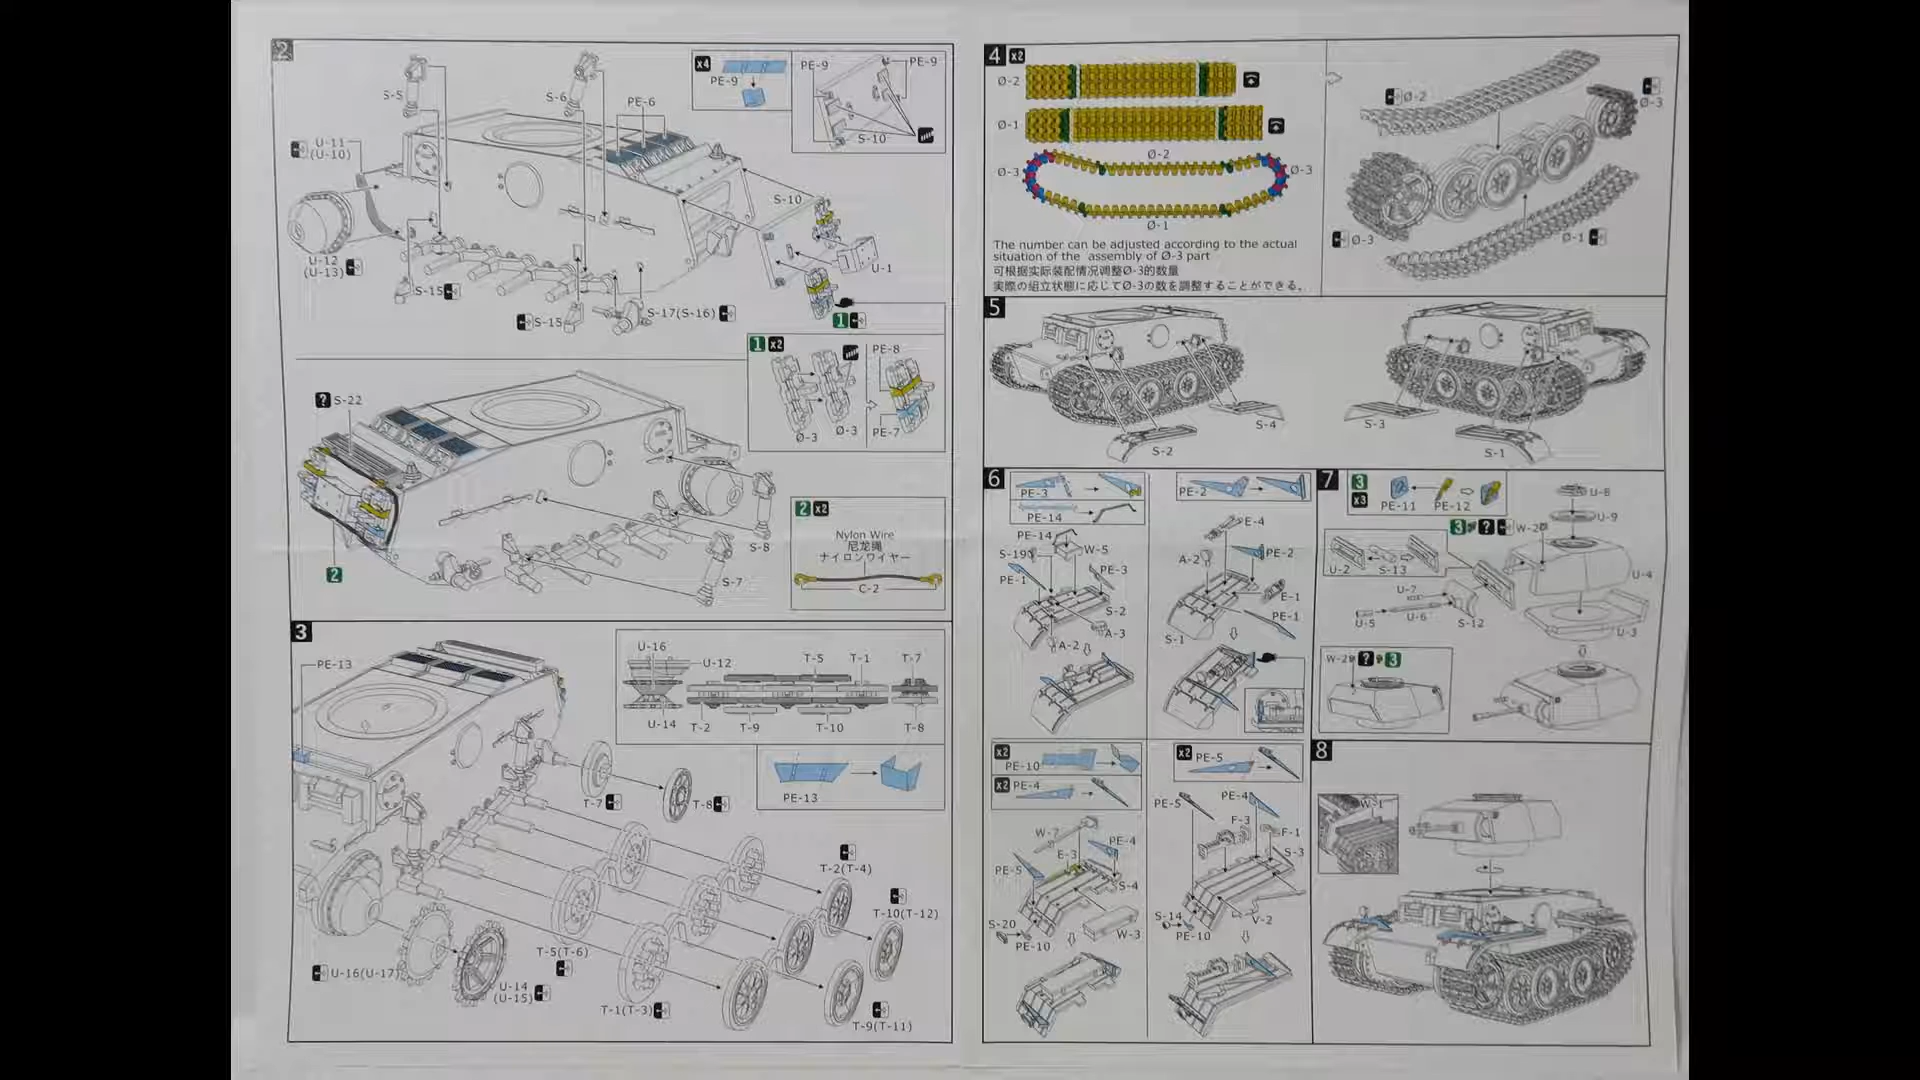 2
S-5
S-6
PE-6
x4
PE-9
PE-9
PE-9
S-10
U-11
(U-10)
S-10
U-1
U-12
(U-13)
S-15
S-15
S-17(S-16)
1
1 x2
PE-8
Ø-3
Ø-3
PE-7
? S-22
2
S-8
S-7
2 x2
Nylon Wire
尼龙绳
ナイロンワイヤー
C-2
3
PE-13
U-16
U-12
T-5
T-1
T-7
U-14
T-2
T-9
T-10
T-8
PE-13
T-7
T-8
T-2(T-4)
T-10(T-12)
T-5(T-6)
U-16(U-17)
U-14
(U-15)
T-1(T-3)
T-9(T-11)
4 x2
Ø-2
Ø-1
Ø-2
Ø-3
Ø-3
Ø-1
The number can be adjusted according to the actual
situation of the assembly of Ø-3 part
可根据实际装配情况调整Ø-3的数量
実際の組立状態に応じてØ-3の数を調整することができる。
Ø-2
Ø-3
Ø-3
Ø-1
5
S-4
S-2
S-3
S-1
6
PE-3
PE-14
PE-14
S-19
W-5
PE-1
PE-3
S-2
A-3
A-2
PE-2
E-4
A-2
PE-2
E-1
PE-1
S-1
x2
PE-10
x2 PE-4
W-7
E-3
PE-4
PE-5
S-4
S-20
PE-10
W-3
x2 PE-5
PE-5
PE-4
F-3
F-1
S-3
S-14
PE-10
V-2
7
3
x3
PE-11
PE-12
U-8
U-9
3 ? W-2
U-2
S-13
U-4
U-7
U-5
U-6
S-12
U-3
W-2 ? 3
8
W-1
S-3